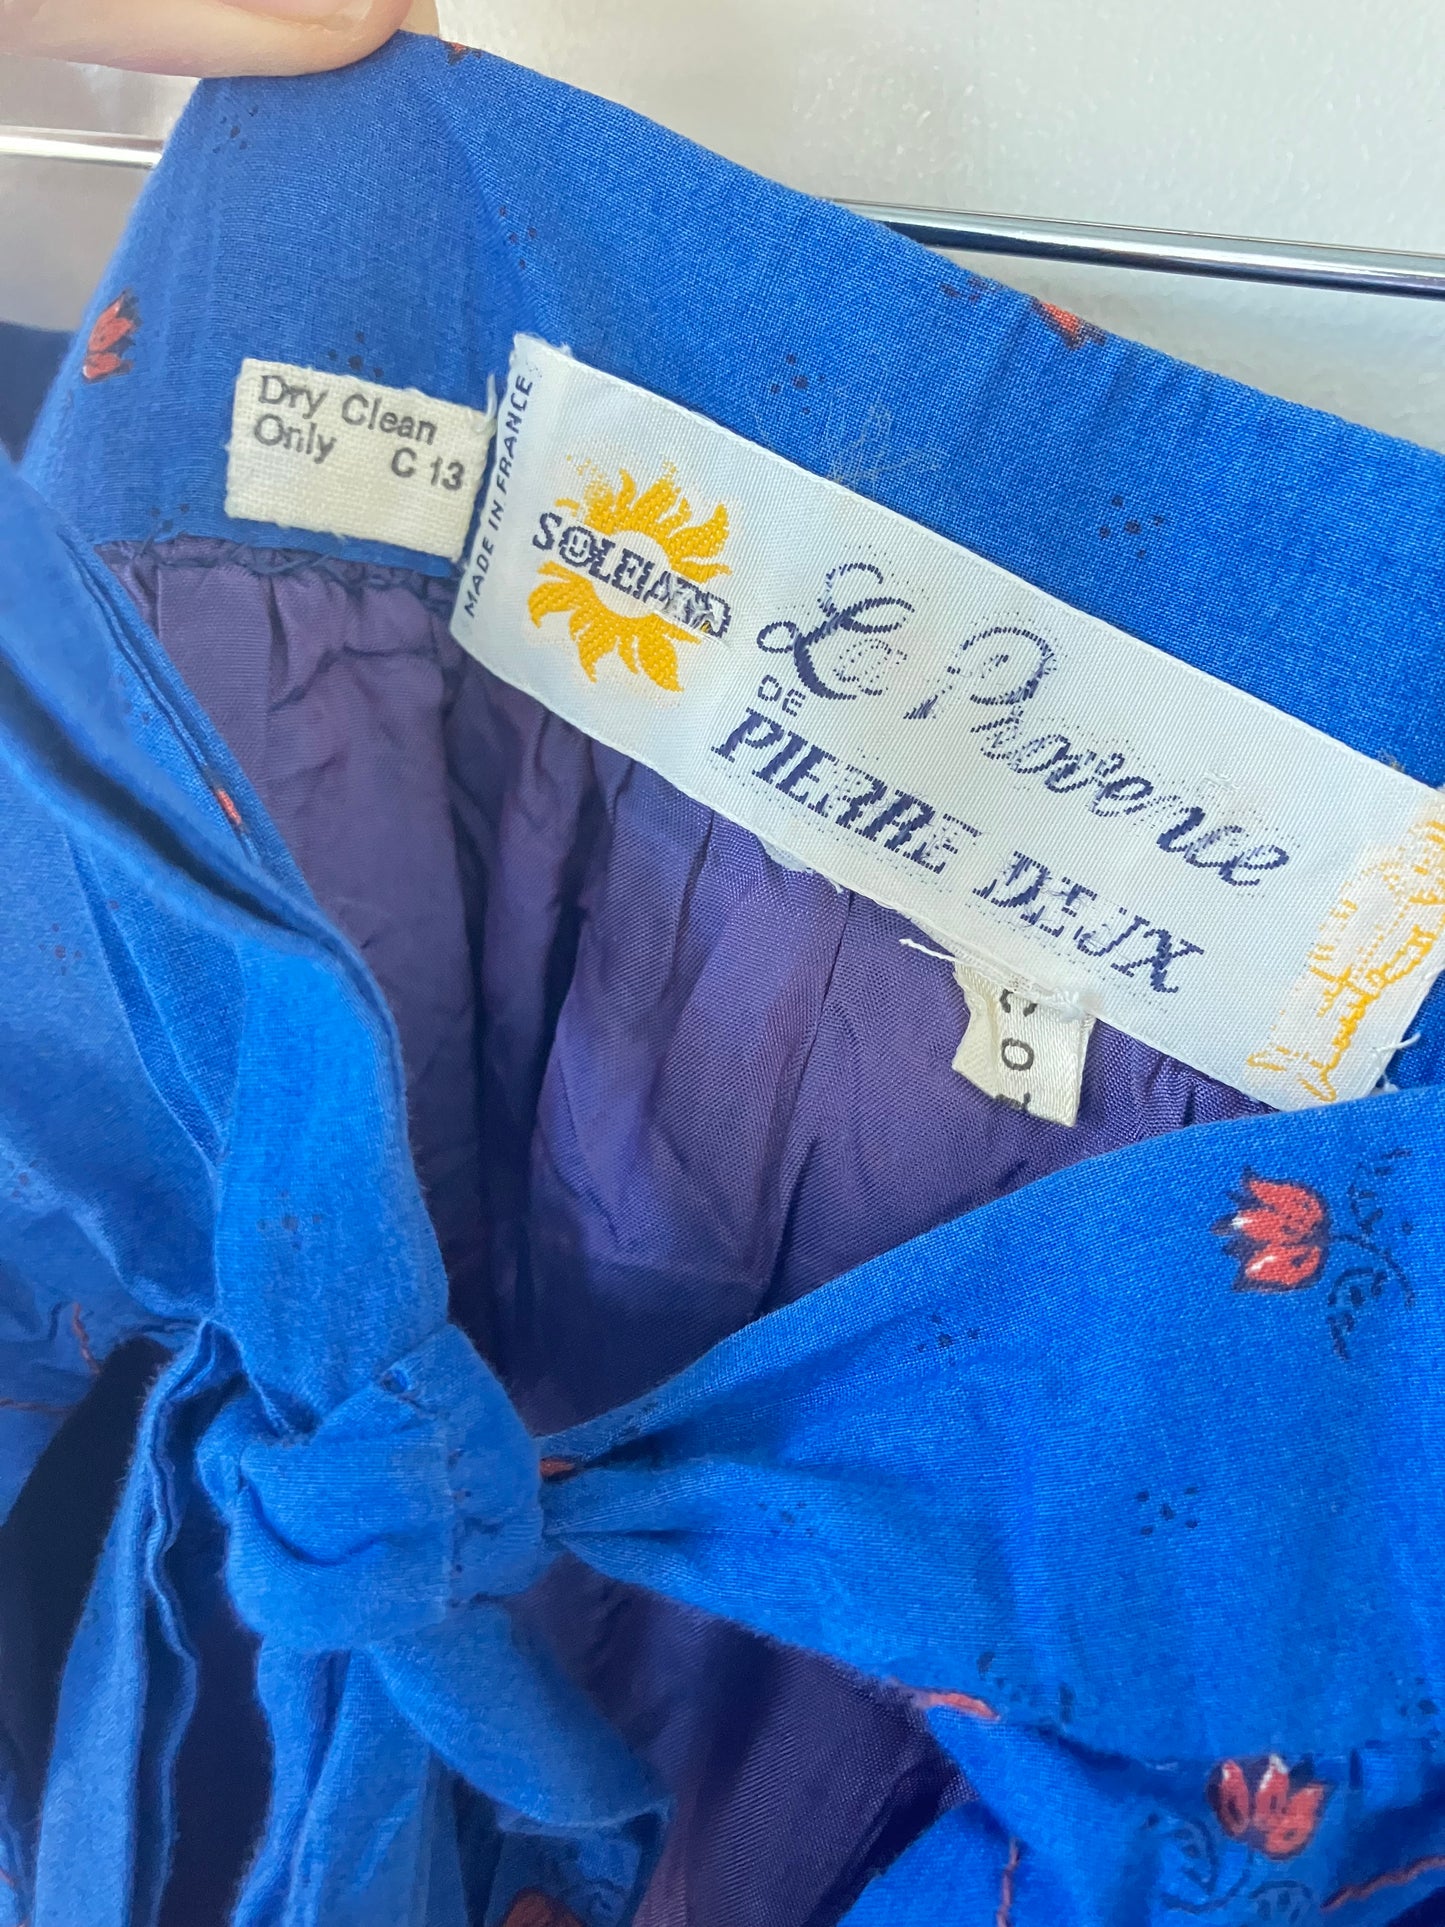 Dry Clean
Only C 13
MADE IN FRANCE
SOLEIADO
La Provence
DE
PIERRE DEUX